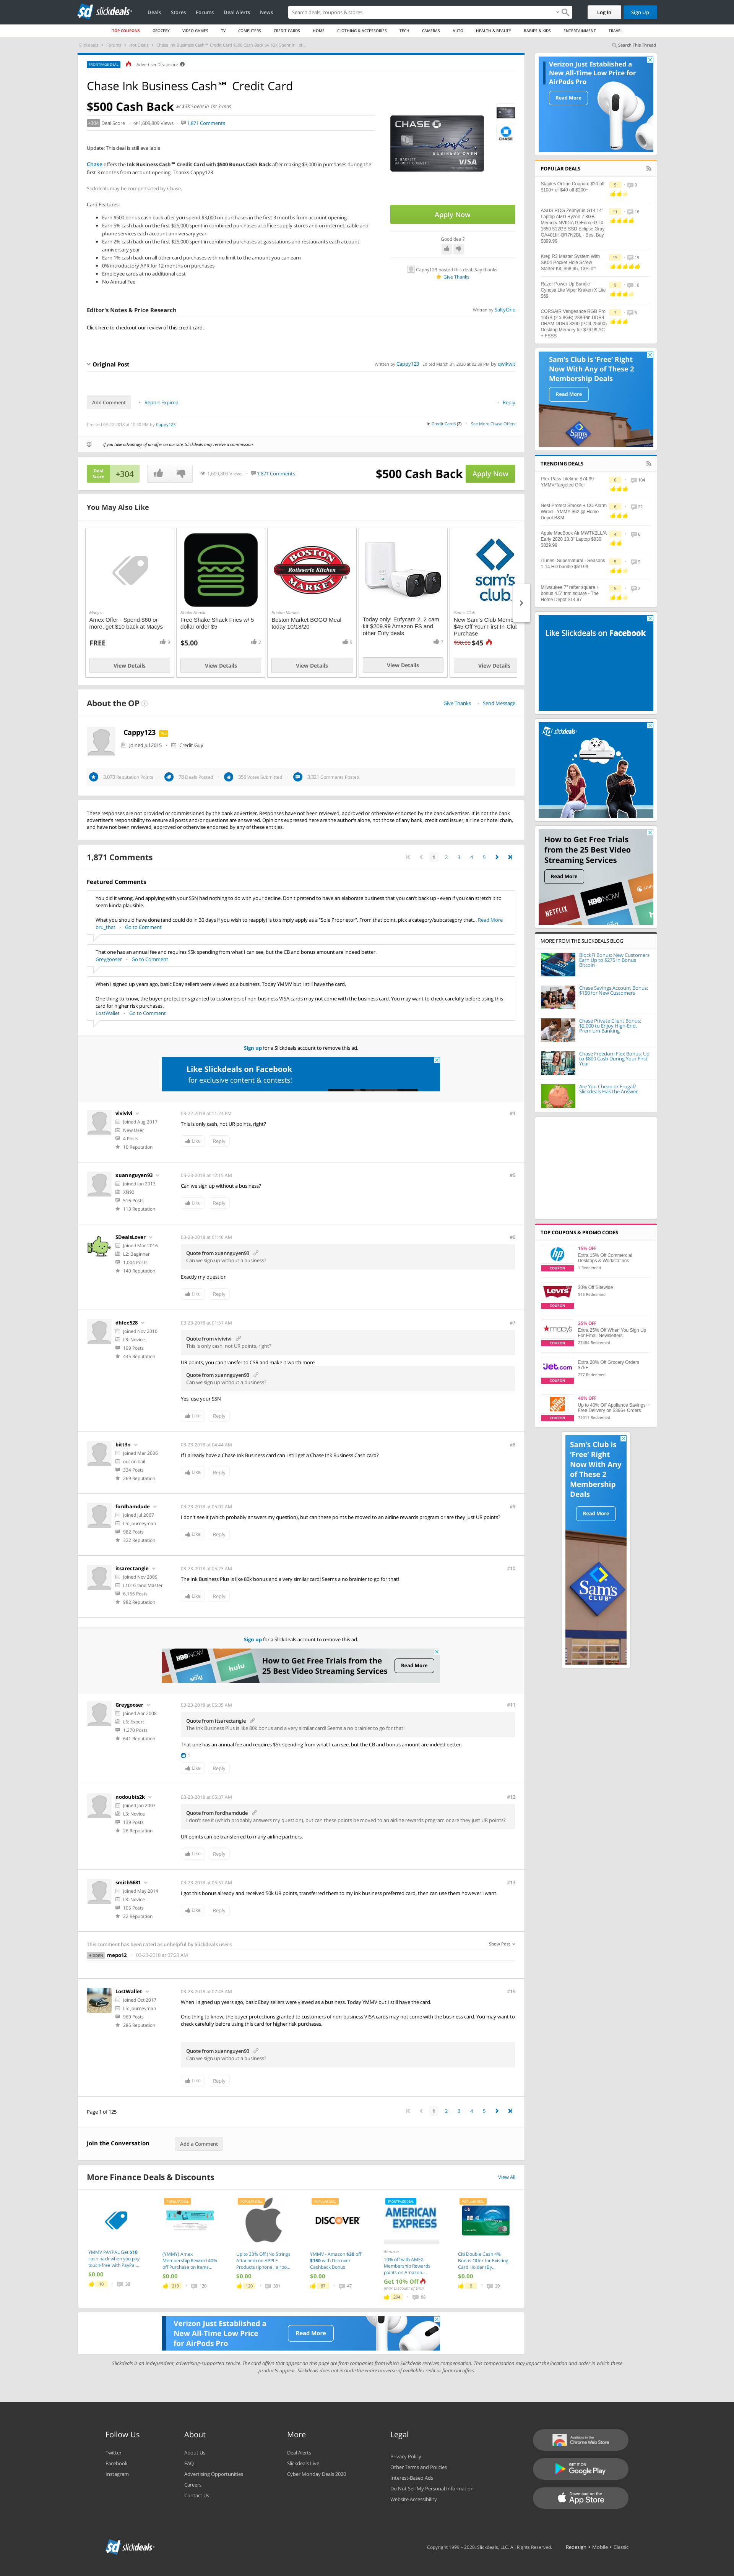 slickdeals
Deals Stores Forums Deal Alerts News
Search deals, coupons & stores
Log In Sign Up
TOP COUPONS GROCERY VIDEO GAMES TV COMPUTERS CREDIT CARDS HOME CLOTHING & ACCESSORIES TECH CAMERAS AUTO HEALTH & BEAUTY BABIES & KIDS ENTERTAINMENT TRAVEL
Search This Thread
Advertiser Disclosure
Chase Ink Business Cash℠ Credit Card
$500 Cash Back w/ $3K Spent in 1st 3-mos
+304 Deal Score 1,609,809 Views 1,871 Comments
Update: This deal is still available
Chase offers the Ink Business Cash℠ Credit Card with $500 Bonus Cash Back after making $3,000 in purchases during the
first 3 months from account opening. Thanks Cappy123
Slickdeals may be compensated by Chase.
Card Features:
Earn $500 bonus cash back after you spend $3,000 on purchases in the first 3 months from account opening
Earn 5% cash back on the first $25,000 spent in combined purchases at office supply stores and on internet, cable and
phone services each account anniversary year
Earn 2% cash back on the first $25,000 spent in combined purchases at gas stations and restaurants each account
anniversary year
Earn 1% cash back on all other card purchases with no limit to the amount you can earn
0% introductory APR for 12 months on purchases
Employee cards at no additional cost
No Annual Fee
Apply Now
Good deal?
Cappy123 posted this deal. Say thanks!
Give Thanks
Editor's Notes & Price Research
Written by SaltyOne
Click here to checkout our review of this credit card.
Original Post
Written by Cappy123 Edited March 31, 2020 at 02:39 PM by qwikwit
Add Comment Report Expired Reply
Created 03-22-2018 at 10:40 PM by Cappy123
Credit Cards (2) See More Chase Offers
If you take advantage of an offer on our site, Slickdeals may receive a commission.
Deal Score +304 1,609,809 Views 1,871 Comments $500 Cash Back Apply Now
You May Also Like
Macy's
Amex Offer - Spend $60 or
more, get $10 back at Macys
FREE
View Details
Shake Shack
Free Shake Shack Fries w/ 5
dollar order $5
$5.00
View Details
Boston Market
Boston Market BOGO Meal
today 10/18/20
View Details
Today only! Eufycam 2, 2 cam
kit $209.99 Amazon FS and
other Eufy deals
View Details
Sam's Club
New Sam's Club Memb
$45 Off Your First In-Club
Purchase
$45
View Details
About the OP
Give Thanks Send Message
Cappy123
Joined Jul 2015 Credit Guy
3,073 Reputation Points 78 Deals Posted 356 Votes Submitted 3,321 Comments Posted
These responses are not provided or commissioned by the bank advertiser. Responses have not been reviewed, approved or otherwise endorsed by the bank advertiser. It is not the bank
advertiser's responsibility to ensure all posts and/or questions are answered. Opinions expressed here are the author's alone, not those of any bank, credit card issuer, airline or hotel chain,
and have not been reviewed, approved or otherwise endorsed by any of these entities.
1,871 Comments
1 2 3 4 5
Featured Comments
You can do it wrong. And applying with your SSN had nothing to do with your decline. Don't pretend to have an elaborate business that you can't back up - even if you can stretch it to
seem kinda plausible.
What you should have done (and could do in 30 days if you wish to reapply) is to simply apply as a "Sole Proprietor". From that point, pick a category/subcategory that... Read More
bru_that Go to Comment
That one has an annual fee and requires $5k spending from what I can see, but the CB and bonus amount are indeed better.
Greygooser Go to Comment
When I signed up years ago, basic Ebay sellers were viewed as a business. Today YMMV but I still have the card.
One thing to know, the buyer protections granted to customers of non-business VISA cards may not come with the business card. You may want to check carefully before using this
card for higher risk purchases.
LostWallet Go to Comment
Sign up for a Slickdeals account to remove this ad.
Like Slickdeals on Facebook
for exclusive content & contests!
vivivivi
Joined Aug 2017
New User
4 Posts
10 Reputation
03-22-2018 at 11:24 PM #4
This is only cash, not UR points, right?
Like Reply
xuannguyen93
Joined Jan 2013
XN93
516 Posts
113 Reputation
03-23-2018 at 12:15 AM #5
Can we sign up without a business?
Like Reply
SDealsLover
Joined Mar 2016
L2: Beginner
1,004 Posts
140 Reputation
03-23-2018 at 01:46 AM #6
Quote from xuannguyen93
Can we sign up without a business?
Exactly my question
Like Reply
dhlee528
Joined Nov 2010
L3: Novice
199 Posts
445 Reputation
03-23-2018 at 01:51 AM #7
Quote from vivivivi
This is only cash, not UR points, right?
UR points, you can transfer to CSR and make it worth more
Quote from xuannguyen93
Can we sign up without a business?
Yes, use your SSN
Like Reply
bitt3n
Joined Mar 2006
out on bail
334 Posts
269 Reputation
03-23-2018 at 04:44 AM #8
If I already have a Chase Ink Business card can I still get a Chase Ink Business Cash card?
Like Reply
fordhamdude
Joined Jul 2007
L5: Journeyman
982 Posts
322 Reputation
03-23-2018 at 05:07 AM #9
I don't see it (which probably answers my question), but can these points be moved to an airline rewards program or are they just UR points?
Like Reply
itsarectangle
Joined Nov 2009
L10: Grand Master
6,156 Posts
982 Reputation
03-23-2018 at 05:23 AM #10
The Ink Business Plus is like 80k bonus and a very similar card! Seems a no brainier to go for that!
Like Reply
Sign up for a Slickdeals account to remove this ad.
How to Get Free Trials from the
25 Best Video Streaming Services
Read More
Greygooser
Joined Apr 2008
L6: Expert
1,270 Posts
641 Reputation
03-23-2018 at 05:35 AM #11
Quote from itsarectangle
The Ink Business Plus is like 80k bonus and a very similar card! Seems a no brainier to go for that!
That one has an annual fee and requires $5k spending from what I can see, but the CB and bonus amount are indeed better.
1
Like Reply
nodoubts2k
Joined Jan 2007
L3: Novice
139 Posts
26 Reputation
03-23-2018 at 05:37 AM #12
Quote from fordhamdude
I don't see it (which probably answers my question), but can these points be moved to an airline rewards program or are they just UR points?
UR points can be transferred to many airline partners.
Like Reply
smith5681
Joined May 2014
L3: Novice
105 Posts
22 Reputation
03-23-2018 at 06:57 AM #13
I got this bonus already and received 50k UR points, transferred them to my ink business preferred card, then can use them however i want.
Like Reply
This comment has been rated as unhelpful by Slickdeals users
Show Post
mepo12 03-23-2018 at 07:23 AM
LostWallet
Joined Oct 2017
L5: Journeyman
969 Posts
285 Reputation
03-23-2018 at 07:43 AM #15
When I signed up years ago, basic Ebay sellers were viewed as a business. Today YMMV but I still have the card.
One thing to know, the buyer protections granted to customers of non-business VISA cards may not come with the business card. You may want to
check carefully before using this card for higher risk purchases.
Quote from xuannguyen93
Can we sign up without a business?
Like Reply
Page 1 of 125
1 2 3 4 5
Join the Conversation Add a Comment
More Finance Deals & Discounts View All
YMMV PAYPAL Get $10
cash back when you pay
touch-free with PayPal...
$0.00
(YMMV) Amex
Membership Reward 40%
off Purchase on Items...
$0.00
Up to 33% Off (No Strings
Attached) on APPLE
Products (iphone , airpo...
$0.00
YMMV - Amazon $30 off
$150 with Discover
Cashback Bonus
$0.00
10% off with AMEX
Membership Rewards
points on Amazon...
Get 10% Off
Citi Double Cash 4%
Bonus Offer for Existing
Card Holder (By...
$0.00
Verizon Just Established a
New All-Time Low Price
for AirPods Pro
Read More
Slickdeals is an independent, advertising-supported service. The card offers that appear on this page are from companies from which Slickdeals receives compensation. This compensation may impact the location and order in which these
products appear. Slickdeals does not include the entire universe of available credit or financial offers.
Verizon Just Established a
New All-Time Low Price for
AirPods Pro
Read More
POPULAR DEALS
Staples Online Coupon: $20 off
$100+ or $40 off $200+
ASUS ROG Zephyrus G14 14"
Laptop AMD Ryzen 7 8GB
Memory NVIDIA GeForce GTX
1650 512GB SSD Eclipse Gray
GA401IH-BR7N2BL - Best Buy
$899.99
Kreg R3 Master System With
SK04 Pocket Hole Screw
Starter Kit. $68.95, 13% off
Razer Power Up Bundle –
Cynosa Lite Viper Kraken X Lite
$69
CORSAIR Vengeance RGB Pro
16GB (2 x 8GB) 288-Pin DDR4
DRAM DDR4 3200 (PC4 25600)
Desktop Memory for $76.99 AC
+ FSSS
Sam's Club is 'Free' Right
Now With Any of These 2
Membership Deals
Read More
TRENDING DEALS
Plex Pass Lifetime $74.99
YMMV/Targeted Offer
Nest Protect Smoke + CO Alarm
Wired - YMMY $62 @ Home
Depot B&M
Apple MacBook Air MWTK2LL/A
Early 2020 13.3" Laptop $830
$829.99
iTunes: Supernatural - Seasons
1-14 HD bundle $59.99
Milwaukee 7" rafter square +
bonus 4.5" trim square - The
Home Depot $14.97
Like Slickdeals on Facebook
slickdeals
How to Get Free Trials
from the 25 Best Video
Streaming Services
Read More
MORE FROM THE SLICKDEALS BLOG
BlockFi Bonus: New Customers
Earn Up to $275 in Bonus
Bitcoin
Chase Savings Account Bonus:
$150 for New Customers
Chase Private Client Bonus:
$2,000 to Enjoy High-End,
Premium Banking
Chase Freedom Flex Bonus: Up
to $800 Cash During Your First
Year
Are You Cheap or Frugal?
Slickdeals Has the Answer
TOP COUPONS & PROMO CODES
15% OFF
Extra 15% Off Commercial
Desktops & Workstations
1 Redeemed
COUPON
30% Off Sitewide
515 Redeemed
COUPON
25% OFF
Extra 25% Off When You Sign Up
For Email Newsletters
COUPON
Extra 20% Off Grocery Orders
$75+
277 Redeemed
COUPON
40% OFF
Up to 40% Off Appliance Savings +
Free Delivery on $396+ Orders
COUPON
Sam's Club is
'Free' Right
Now With Any
of These 2
Membership
Deals
Read More
Follow Us
Twitter
Facebook
Instagram
About
About Us
FAQ
Advertising Opportunities
Careers
Contact Us
More
Deal Alerts
Slickdeals Live
Cyber Monday Deals 2020
Legal
Privacy Policy
Other Terms and Policies
Interest-Based Ads
Do Not Sell My Personal Information
Website Accessibility
Available in the
Chrome Web Store
GET IT ON
Google Play
Download on the
App Store
slickdeals
Copyright 1999 - 2020. Slickdeals, LLC. All Rights Reserved. Redesign • Mobile • Classic